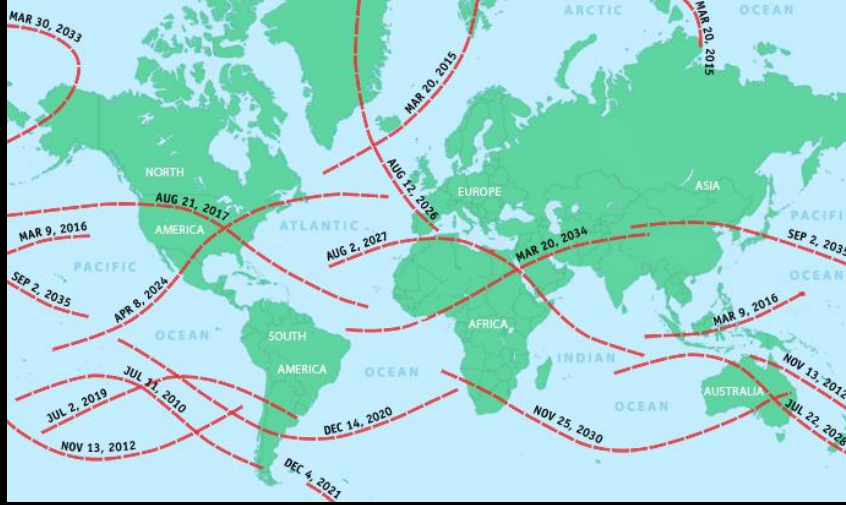 MAR 30, 2033
ARCTIC
OCEAN
MAR 20, 2015
MAR 20, 2015
NORTH
AMERICA
EUROPE
ASIA
AUG 12, 2026
AUG 21, 2017
MAR 9, 2016
ATLANTIC
PACIFIC
AUG 2, 2027
MAR 20, 2034
SEP 2, 2035
PACIFIC
OCEAN
SEP 2, 2035
APR 8, 2024
MAR 9, 2016
OCEAN
SOUTH
AMERICA
AFRICA
INDIAN
OCEAN
OCEAN
JUL 11, 2010
JUL 2, 2019
NOV 13, 2012
DEC 14, 2020
DEC 4, 2021
NOV 25, 2030
AUSTRALIA
NOV 13, 2012
JUL 22, 2028